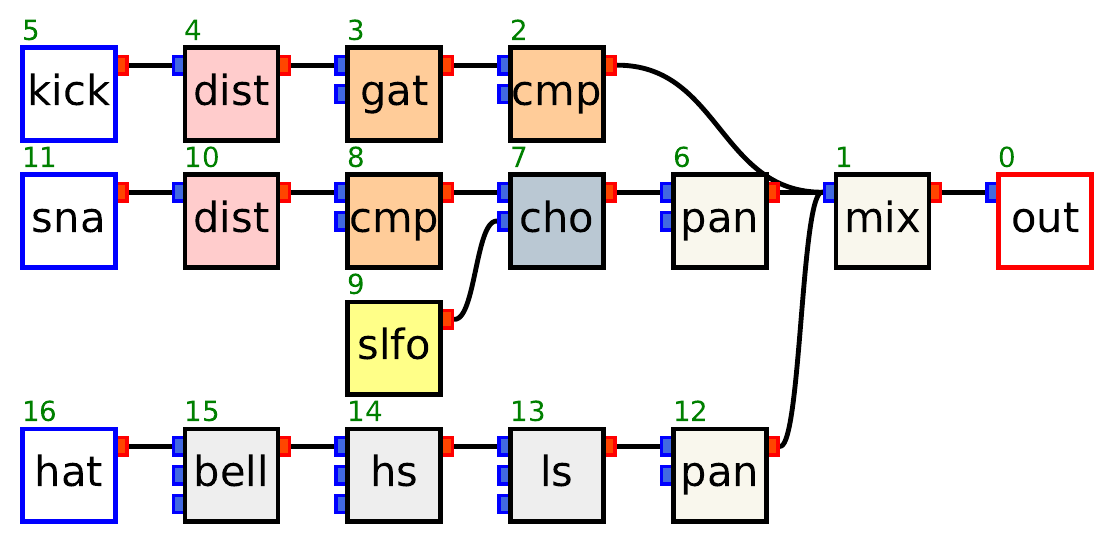 5 4 3 2
kick dist gat cmp
11 10 8 7 6 1 0
sna dist cmp cho pan mix out
9
slfo
16 15 14 13 12
hat bell hs ls pan